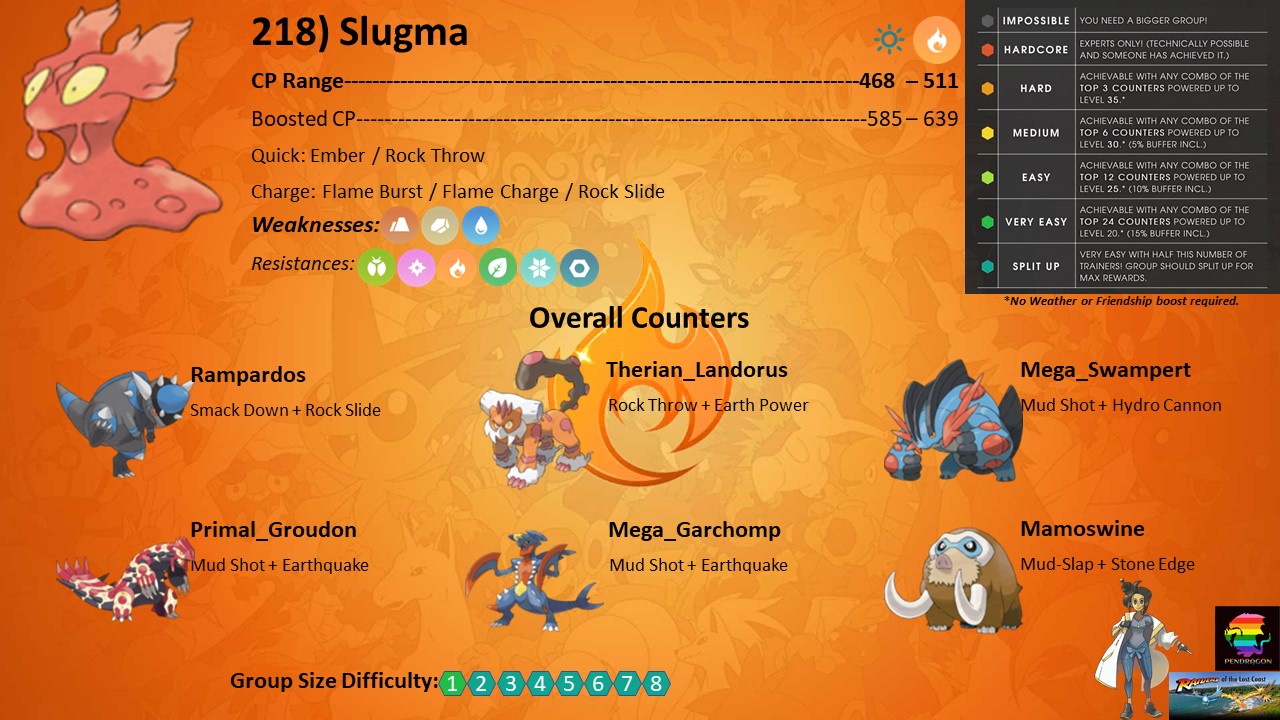 218) Slugma
CP Range------------------------------------------------------------------------468 – 511
Boosted CP-----------------------------------------------------------------------585 – 639
Quick: Ember / Rock Throw
Charge: Flame Burst / Flame Charge / Rock Slide
Weaknesses:
Resistances:
IMPOSSIBLE YOU NEED A BIGGER GROUP!
HARDCORE EXPERTS ONLY! (TECHNICALLY POSSIBLE
AND SOMEONE HAS ACHIEVED IT.)
HARD ACHIEVABLE WITH ANY COMBO OF THE
TOP 3 COUNTERS POWERED UP TO
LEVEL 35.*
MEDIUM ACHIEVABLE WITH ANY COMBO OF THE
TOP 6 COUNTERS POWERED UP TO
LEVEL 30.* (5% BUFFER INCL.)
EASY ACHIEVABLE WITH ANY COMBO OF THE
TOP 12 COUNTERS POWERED UP TO
LEVEL 25.* (10% BUFFER INCL.)
VERY EASY ACHIEVABLE WITH ANY COMBO OF THE
TOP 24 COUNTERS POWERED UP TO
LEVEL 20.* (15% BUFFER INCL.)
SPLIT UP VERY EASY WITH HALF THIS NUMBER OF
TRAINERS! GROUP SHOULD SPLIT UP FOR
MAX REWARDS.
*No Weather or Friendship boost required.
Overall Counters
Rampardos
Smack Down + Rock Slide
Therian_Landorus
Rock Throw + Earth Power
Mega_Swampert
Mud Shot + Hydro Cannon
Primal_Groudon
Mud Shot + Earthquake
Mega_Garchomp
Mud Shot + Earthquake
Mamoswine
Mud-Slap + Stone Edge
Group Size Difficulty: 1 2 3 4 5 6 7 8
PENDRAGON
RAIDERS of the Lost Coast